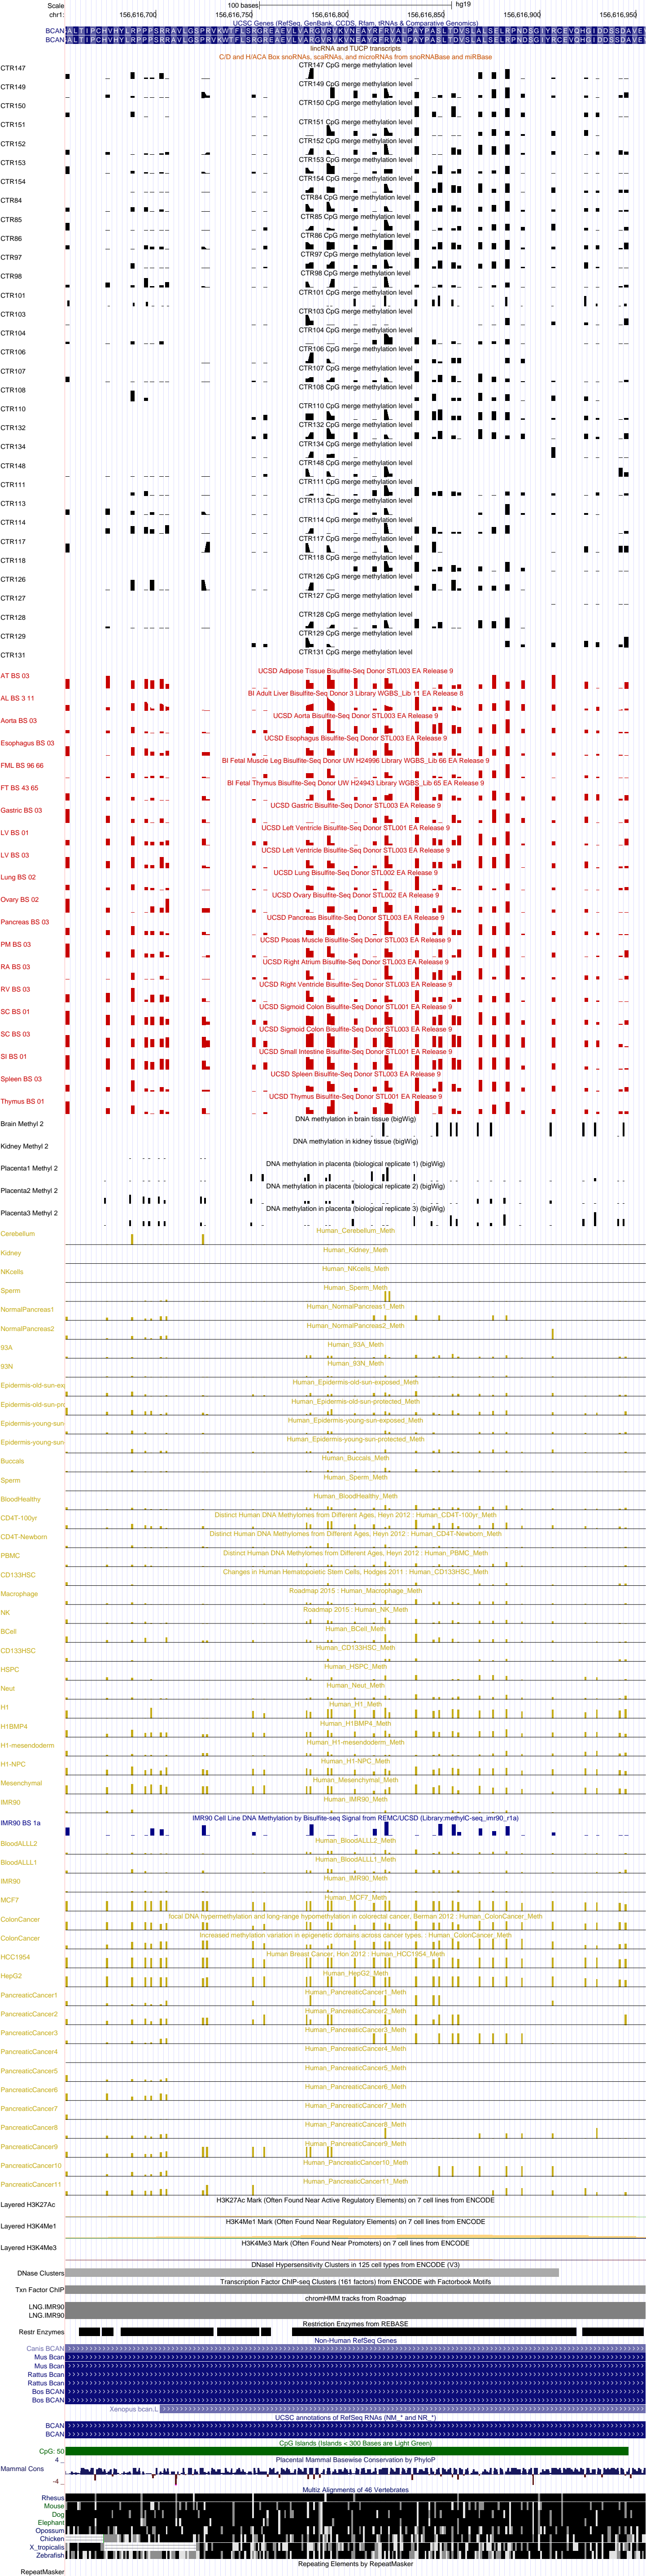 Scale 100 bases hg19
chr1: 156,616,700 156,616,750 156,616,800 156,616,850 156,616,900 156,616,950
UCSC Genes (RefSeq, GenBank, CCDS, Rfam, tRNAs & Comparative Genomics)
BCAN
BCAN
lincRNA and TUCP transcripts
C/D and H/ACA Box snoRNAs, scaRNAs, and microRNAs from snoRNABase and miRBase
CTR147 CTR147 CpG merge methylation level
CTR149 CTR149 CpG merge methylation level
CTR150 CTR150 CpG merge methylation level
CTR151 CTR151 CpG merge methylation level
CTR152 CTR152 CpG merge methylation level
CTR153 CTR153 CpG merge methylation level
CTR154 CTR154 CpG merge methylation level
CTR84 CTR84 CpG merge methylation level
CTR85 CTR85 CpG merge methylation level
CTR86 CTR86 CpG merge methylation level
CTR97 CTR97 CpG merge methylation level
CTR98 CTR98 CpG merge methylation level
CTR101 CTR101 CpG merge methylation level
CTR103 CTR103 CpG merge methylation level
CTR104 CTR104 CpG merge methylation level
CTR106 CTR106 CpG merge methylation level
CTR107 CTR107 CpG merge methylation level
CTR108 CTR108 CpG merge methylation level
CTR110 CTR110 CpG merge methylation level
CTR132 CTR132 CpG merge methylation level
CTR134 CTR134 CpG merge methylation level
CTR148 CTR148 CpG merge methylation level
CTR111 CTR111 CpG merge methylation level
CTR113 CTR113 CpG merge methylation level
CTR114 CTR114 CpG merge methylation level
CTR117 CTR117 CpG merge methylation level
CTR118 CTR118 CpG merge methylation level
CTR126 CTR126 CpG merge methylation level
CTR127 CTR127 CpG merge methylation level
CTR128 CTR128 CpG merge methylation level
CTR129 CTR129 CpG merge methylation level
CTR131 CTR131 CpG merge methylation level
AT BS 03 UCSD Adipose Tissue Bisulfite-Seq Donor STL003 EA Release 9
AL BS 3 11 BI Adult Liver Bisulfite-Seq Donor 3 Library WGBS_Lib 11 EA Release 8
Aorta BS 03 UCSD Aorta Bisulfite-Seq Donor STL003 EA Release 9
Esophagus BS 03 UCSD Esophagus Bisulfite-Seq Donor STL003 EA Release 9
FML BS 96 66 BI Fetal Muscle Leg Bisulfite-Seq Donor UW H24996 Library WGBS_Lib 66 EA Release 9
FT BS 43 65 BI Fetal Thymus Bisulfite-Seq Donor UW H24943 Library WGBS_Lib 65 EA Release 9
Gastric BS 03 UCSD Gastric Bisulfite-Seq Donor STL003 EA Release 9
LV BS 01 UCSD Left Ventricle Bisulfite-Seq Donor STL001 EA Release 9
LV BS 03 UCSD Left Ventricle Bisulfite-Seq Donor STL003 EA Release 9
Lung BS 02 UCSD Lung Bisulfite-Seq Donor STL002 EA Release 9
Ovary BS 02 UCSD Ovary Bisulfite-Seq Donor STL002 EA Release 9
Pancreas BS 03 UCSD Pancreas Bisulfite-Seq Donor STL003 EA Release 9
PM BS 03 UCSD Psoas Muscle Bisulfite-Seq Donor STL003 EA Release 9
RA BS 03 UCSD Right Atrium Bisulfite-Seq Donor STL003 EA Release 9
RV BS 03 UCSD Right Ventricle Bisulfite-Seq Donor STL003 EA Release 9
SC BS 01 UCSD Sigmoid Colon Bisulfite-Seq Donor STL001 EA Release 9
SC BS 03 UCSD Sigmoid Colon Bisulfite-Seq Donor STL003 EA Release 9
SI BS 01 UCSD Small Intestine Bisulfite-Seq Donor STL001 EA Release 9
Spleen BS 03 UCSD Spleen Bisulfite-Seq Donor STL003 EA Release 9
Thymus BS 01 UCSD Thymus Bisulfite-Seq Donor STL001 EA Release 9
Brain Methyl 2 DNA methylation in brain tissue (bigWig)
Kidney Methyl 2 DNA methylation in kidney tissue (bigWig)
Placenta1 Methyl 2 DNA methylation in placenta (biological replicate 1) (bigWig)
Placenta2 Methyl 2 DNA methylation in placenta (biological replicate 2) (bigWig)
Placenta3 Methyl 2 DNA methylation in placenta (biological replicate 3) (bigWig)
Cerebellum Human_Cerebellum_Meth
Kidney Human_Kidney_Meth
NKcells Human_NKcells_Meth
Sperm Human_Sperm_Meth
NormalPancreas1 Human_NormalPancreas1_Meth
NormalPancreas2 Human_NormalPancreas2_Meth
93A Human_93A_Meth
93N Human_93N_Meth
Epidermis-old-sun-ex Human_Epidermis-old-sun-exposed_Meth
Epidermis-old-sun-pro Human_Epidermis-old-sun-protected_Meth
Epidermis-young-sun Human_Epidermis-young-sun-exposed_Meth
Epidermis-young-sun Human_Epidermis-young-sun-protected_Meth
Buccals Human_Buccals_Meth
Sperm Human_Sperm_Meth
BloodHealthy Human_BloodHealthy_Meth
CD4T-100yr Distinct Human DNA Methylomes from Different Ages, Heyn 2012 : Human_CD4T-100yr_Meth
CD4T-Newborn Distinct Human DNA Methylomes from Different Ages, Heyn 2012 : Human_CD4T-Newborn_Meth
PBMC Distinct Human DNA Methylomes from Different Ages, Heyn 2012 : Human_PBMC_Meth
CD133HSC Changes in Human Hematopoietic Stem Cells, Hodges 2011 : Human_CD133HSC_Meth
Macrophage Roadmap 2015 : Human_Macrophage_Meth
NK Roadmap 2015 : Human_NK_Meth
BCell Human_BCell_Meth
CD133HSC Human_CD133HSC_Meth
HSPC Human_HSPC_Meth
Neut Human_Neut_Meth
H1 Human_H1_Meth
H1BMP4 Human_H1BMP4_Meth
H1-mesendoderm Human_H1-mesendoderm_Meth
H1-NPC Human_H1-NPC_Meth
Mesenchymal Human_Mesenchymal_Meth
IMR90 Human_IMR90_Meth
IMR90 BS 1a IMR90 Cell Line DNA Methylation by Bisulfite-seq Signal from REMC/UCSD (Library:methylC-seq_imr90_r1a)
BloodALLL2 Human_BloodALLL2_Meth
BloodALLL1 Human_BloodALLL1_Meth
IMR90 Human_IMR90_Meth
MCF7 Human_MCF7_Meth
ColonCancer focal DNA hypermethylation and long-range hypomethylation in colorectal cancer, Berman 2012 : Human_ColonCancer_Meth
ColonCancer Increased methylation variation in epigenetic domains across cancer types. : Human_ColonCancer_Meth
HCC1954 Human Breast Cancer, Hon 2012 : Human_HCC1954_Meth
HepG2 Human_HepG2_Meth
PancreaticCancer1 Human_PancreaticCancer1_Meth
PancreaticCancer2 Human_PancreaticCancer2_Meth
PancreaticCancer3 Human_PancreaticCancer3_Meth
PancreaticCancer4 Human_PancreaticCancer4_Meth
PancreaticCancer5 Human_PancreaticCancer5_Meth
PancreaticCancer6 Human_PancreaticCancer6_Meth
PancreaticCancer7 Human_PancreaticCancer7_Meth
PancreaticCancer8 Human_PancreaticCancer8_Meth
PancreaticCancer9 Human_PancreaticCancer9_Meth
PancreaticCancer10 Human_PancreaticCancer10_Meth
PancreaticCancer11 Human_PancreaticCancer11_Meth
Layered H3K27Ac H3K27Ac Mark (Often Found Near Active Regulatory Elements) on 7 cell lines from ENCODE
Layered H3K4Me1 H3K4Me1 Mark (Often Found Near Regulatory Elements) on 7 cell lines from ENCODE
Layered H3K4Me3 H3K4Me3 Mark (Often Found Near Promoters) on 7 cell lines from ENCODE
DNaseI Hypersensitivity Clusters in 125 cell types from ENCODE (V3)
DNase Clusters
Transcription Factor ChIP-seq Clusters (161 factors) from ENCODE with Factorbook Motifs
Txn Factor ChIP
chromHMM tracks from Roadmap
LNG.IMR90
LNG.IMR90
Restriction Enzymes from REBASE
Restr Enzymes
Non-Human RefSeq Genes
Canis BCAN
Mus Bcan
Mus Bcan
Rattus Bcan
Rattus Bcan
Bos BCAN
Bos BCAN
Xenopus bcan.L
UCSC annotations of RefSeq RNAs (NM_* and NR_*)
BCAN
BCAN
CpG Islands (Islands < 300 Bases are Light Green)
CpG: 50
Placental Mammal Basewise Conservation by PhyloP
4
Mammal Cons
-4
Multiz Alignments of 46 Vertebrates
Rhesus
Mouse
Dog
Elephant
Opossum
Chicken
X_tropicalis
Zebrafish
Repeating Elements by RepeatMasker
RepeatMasker